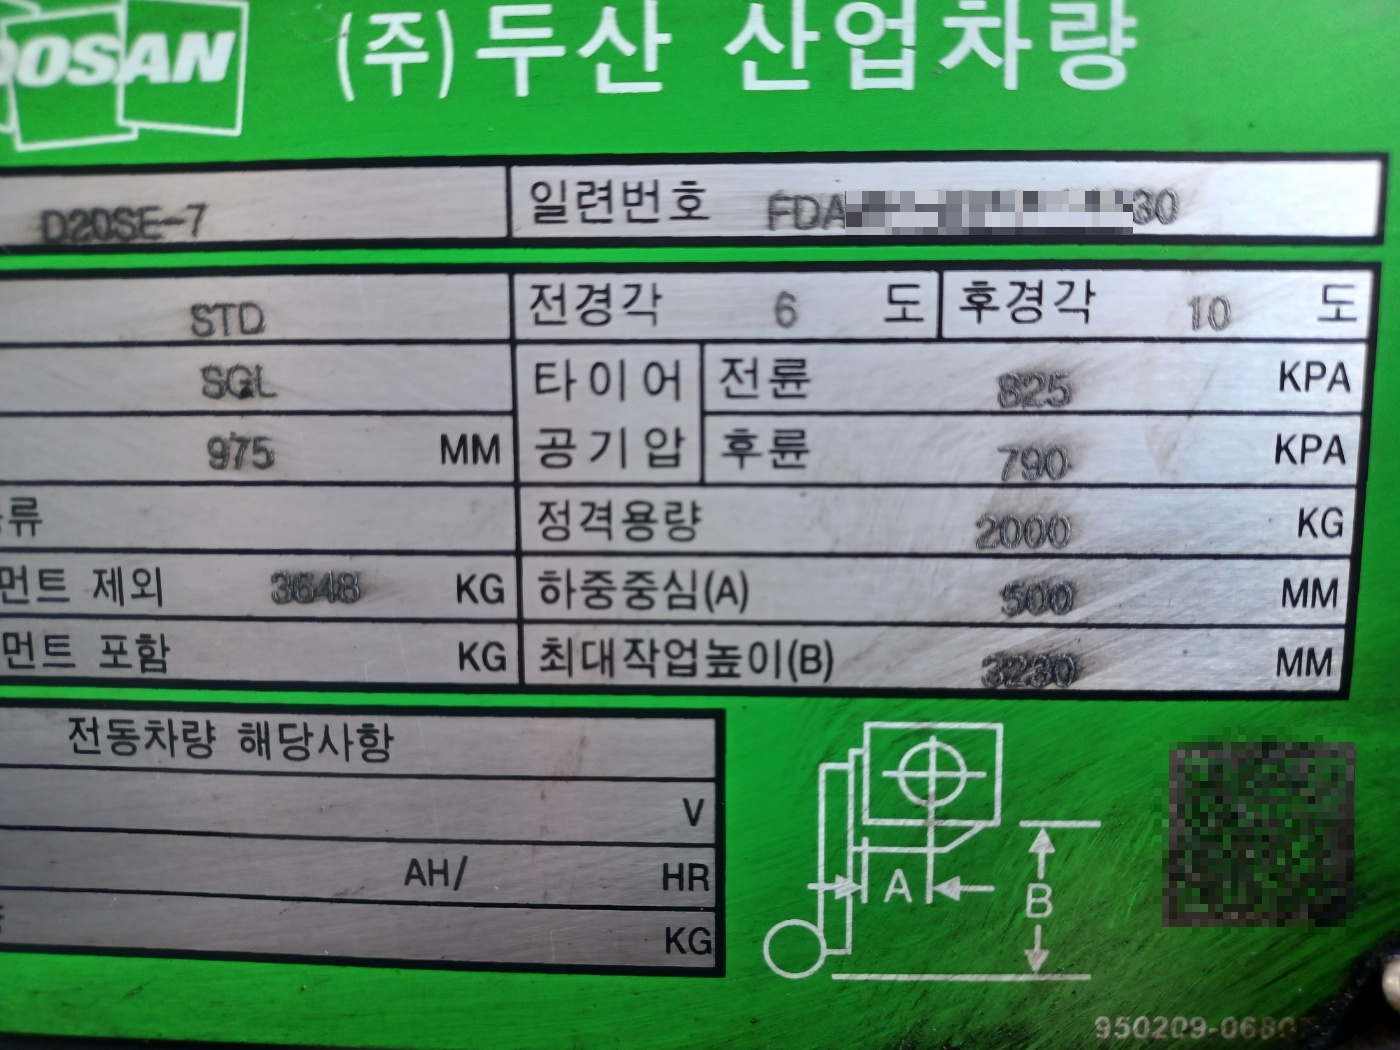 DOOSAN (주)두산 산업차량
D20SE-7 일련번호 FDA 30
STD 전경각 6 도 후경각 10 도
SGL 타이어 전륜 825 KPA
975 MM 공기압 후륜 790 KPA
류 정격용량 2000 KG
먼트 제외 3648 KG 하중중심(A) 500 MM
먼트 포함 KG 최대작업높이(B) 3230 MM
전동차량 해당사항
V
AH/ HR
KG
A
B